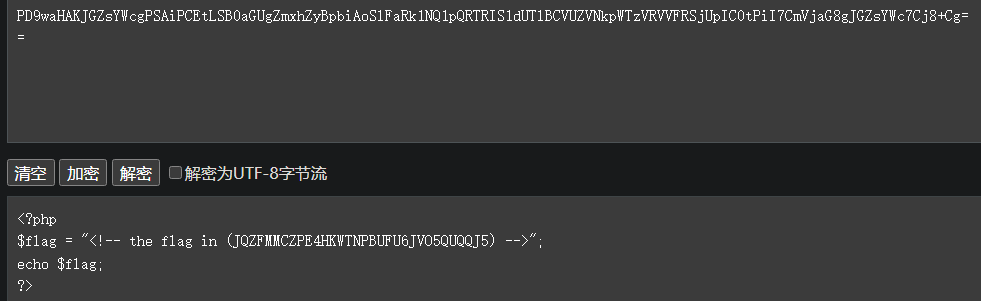 PD9waHAKJGZsYWcgPSAiPCEtLSB0aGUgZmxhZyBpbiAoSlFaRk1NQ1pQRTRIS1dUTlBCVUZVNkpWTzVRVVFRSjUpIC0tPiI7CmVjaG8gJGZsYWc7Cj8+Cg=
=
清空 加密 解密 解密为UTF-8字节流
<?php
$flag = "<!-- the flag in (JQZFMMCZPE4HKWTNPBUFU6JVO5QUQQJ5) -->";
echo $flag;
?>